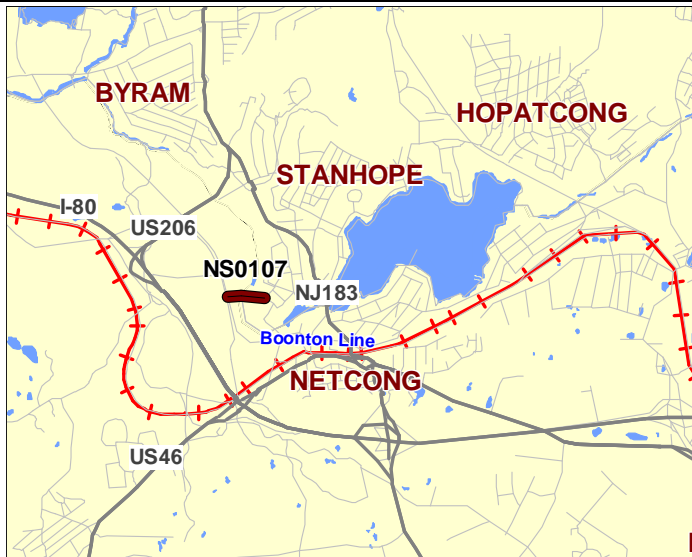 BYRAM
HOPATCONG
STANHOPE
I-80
US206
NS0107
NJ183
Boonton Line
NETCONG
US46